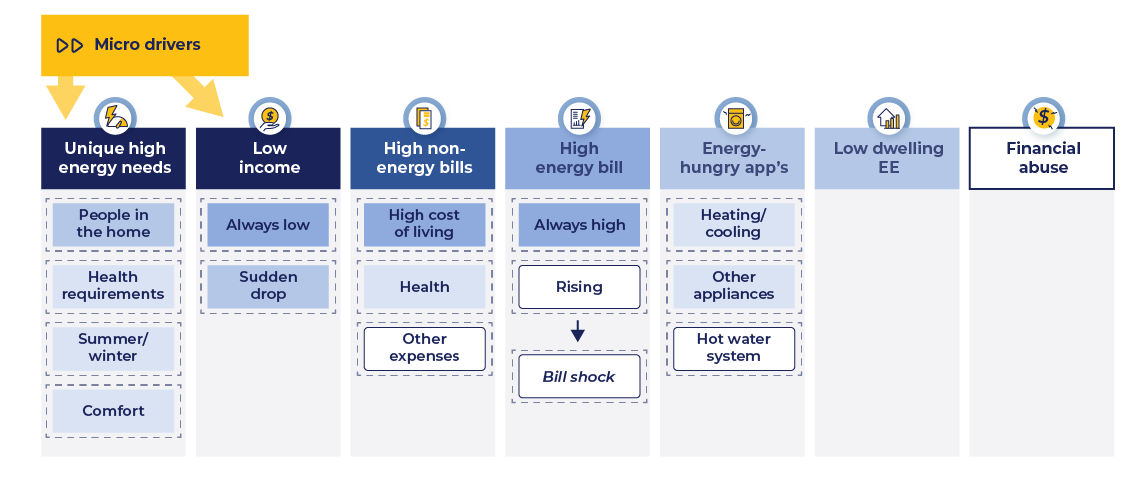 Micro drivers
Unique high
energy needs
Low
income
High non-
energy bills
High
energy bill
Energy-
hungry app's
Low dwelling
EE
Financial
abuse
People in
the home
Health
requirements
Summer/
winter
Comfort
Always low
Sudden
drop
High cost
of living
Health
Other
expenses
Always high
Rising
Bill shock
Heating/
cooling
Other
appliances
Hot water
system